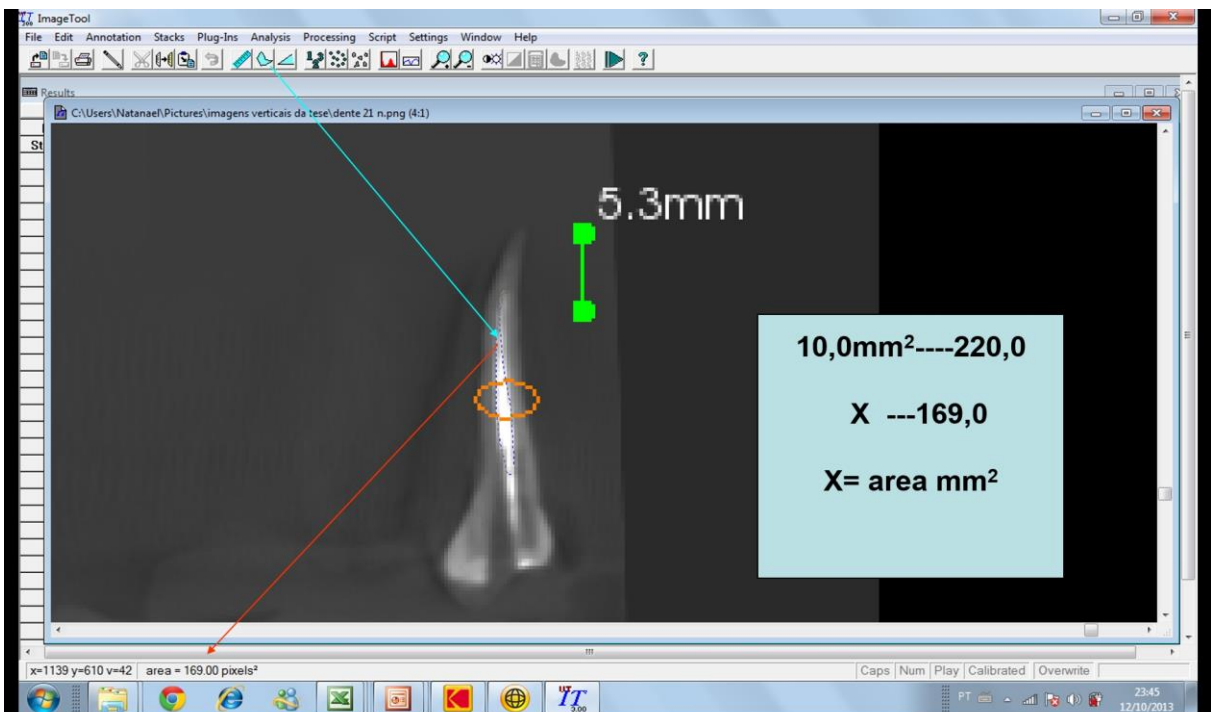 ImageTool
File Edit Annotation Stacks Plug-Ins Analysis Processing Script Settings Window Help
Results
C:\Users\Natanael\Pictures\imagens verticais da tese\dente 21 n.png (4:1)
St
5.3mm
10,0mm²----220,0
X ---169,0
X= area mm²
x=1139 y=610 v=42 area = 169.00 pixels²
Caps Num Play Calibrated Overwrite
PT
23:45
12/10/2013